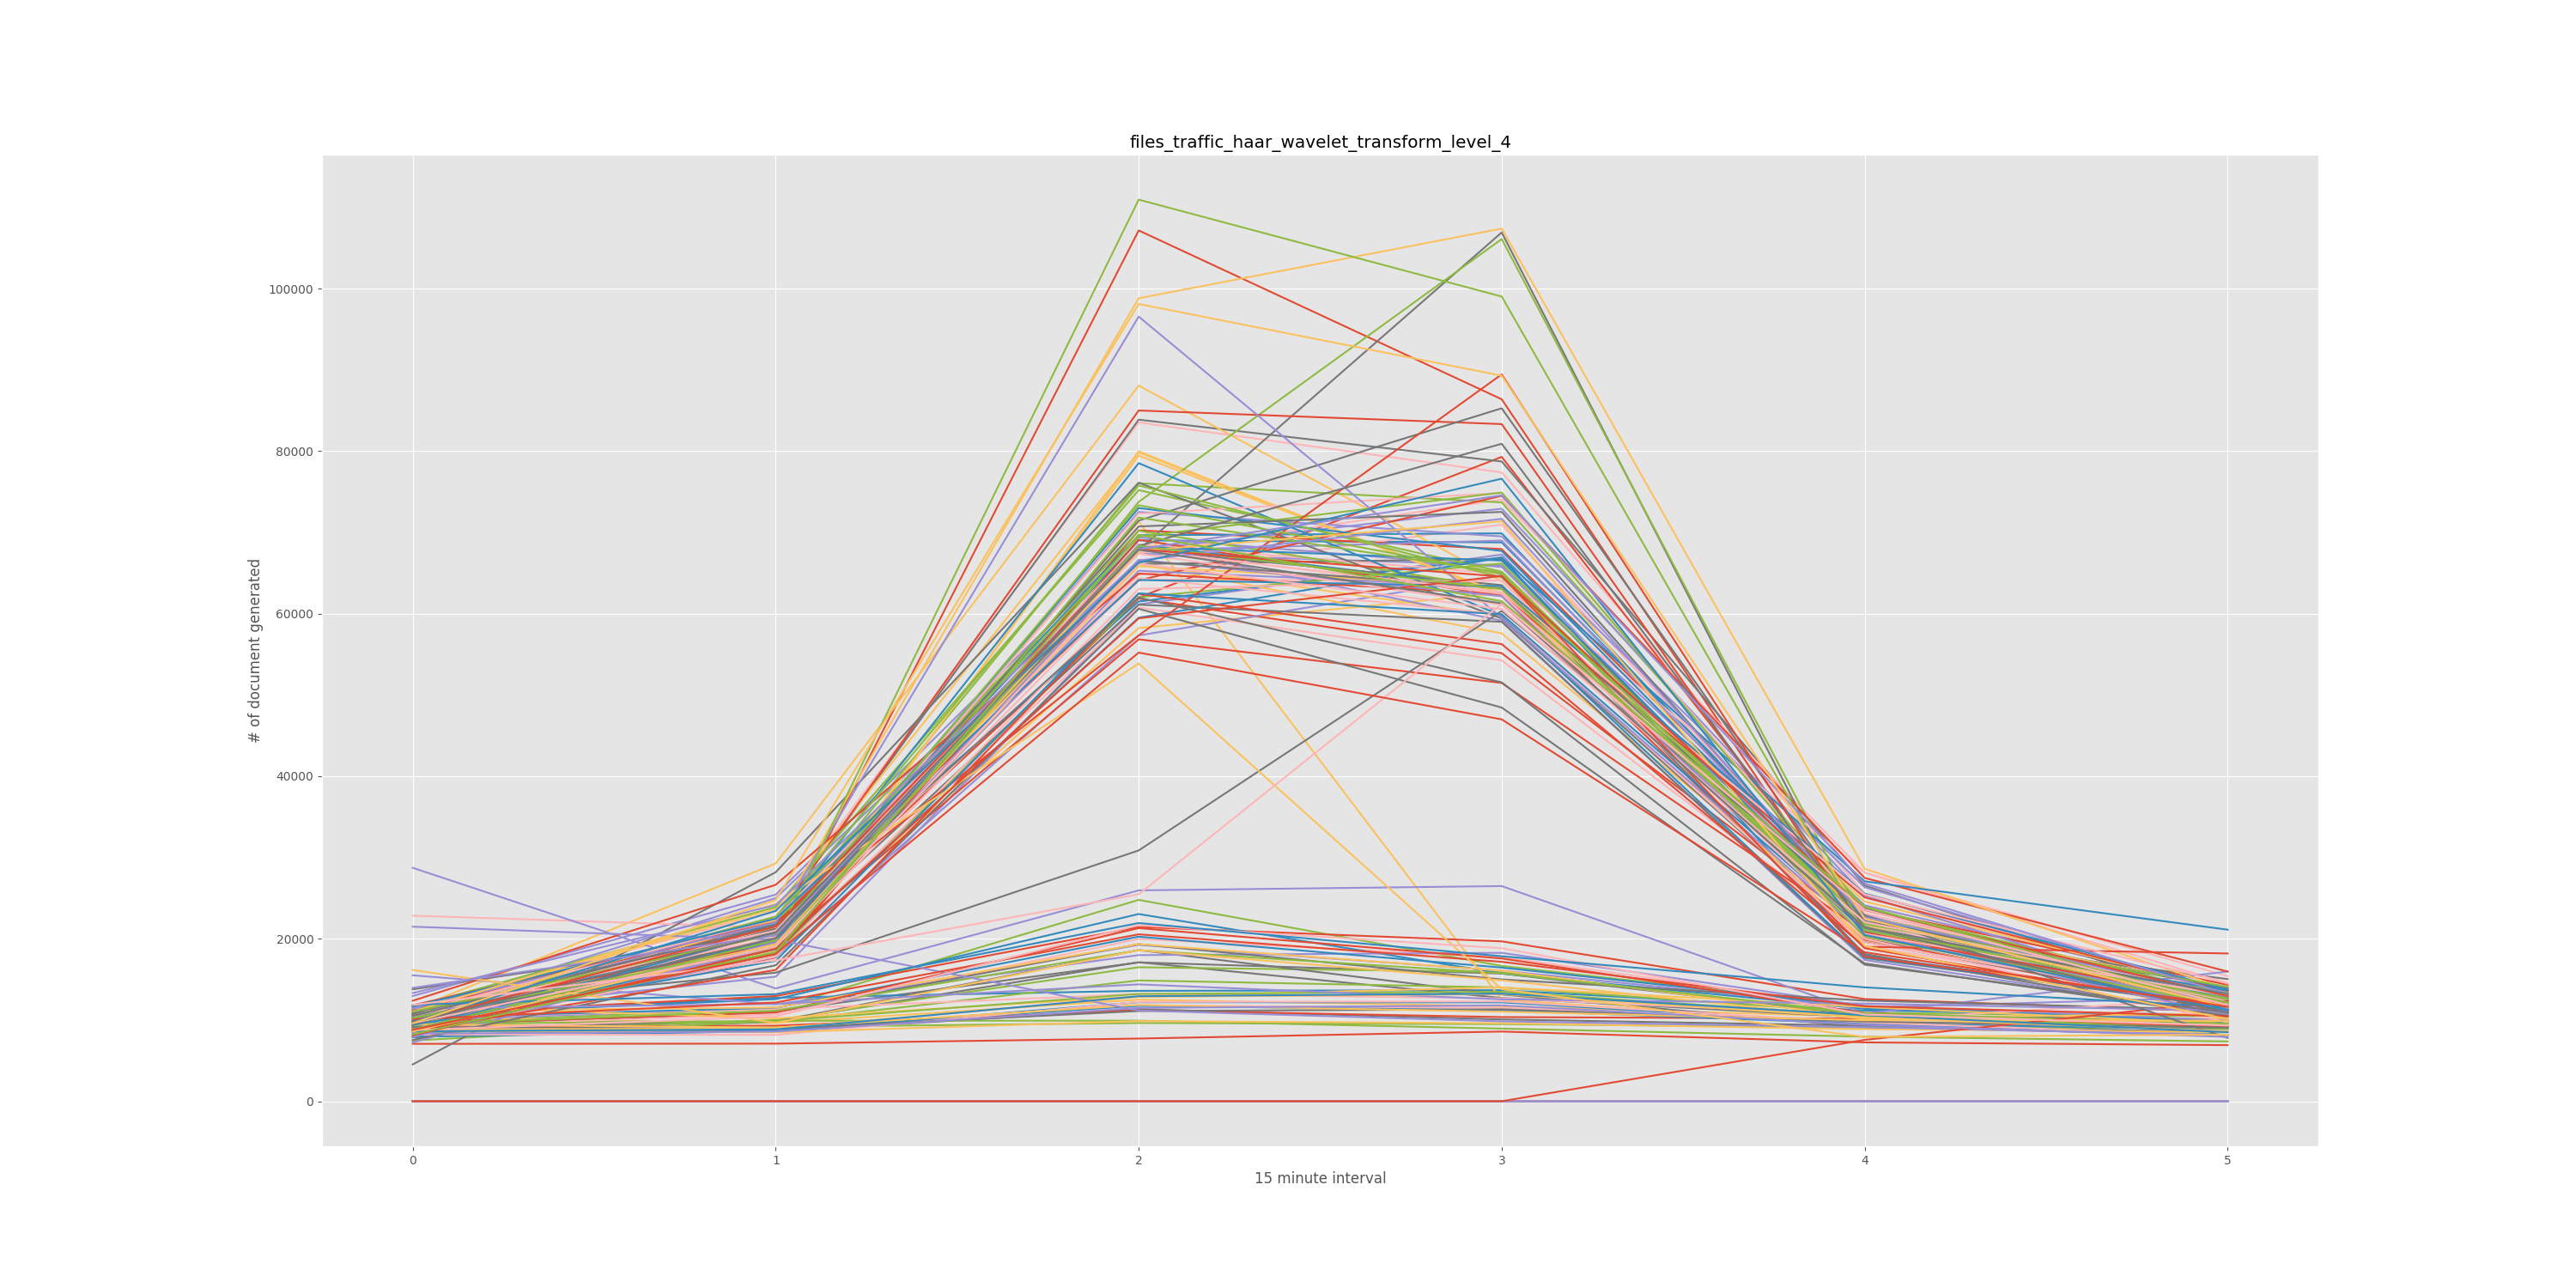 files_traffic_haar_wavelet_transform_level_4
100000
80000
60000
40000
20000
0
# of document generated
0 1 2 3 4 5
15 minute interval